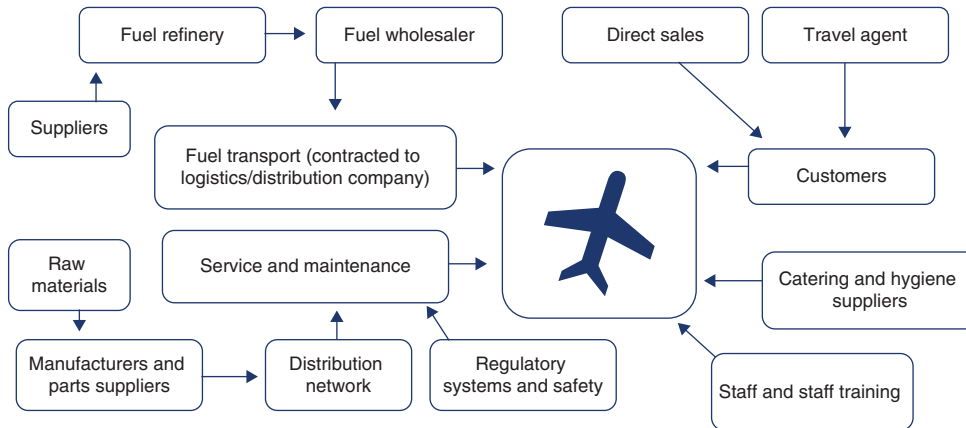 Fuel refinery
Fuel wholesaler
Direct sales
Travel agent
Suppliers
Fuel transport (contracted to
logistics/distribution company)
Customers
Raw
materials
Service and maintenance
Catering and hygiene
suppliers
Manufacturers and
parts suppliers
Distribution
network
Regulatory
systems and safety
Staff and staff training